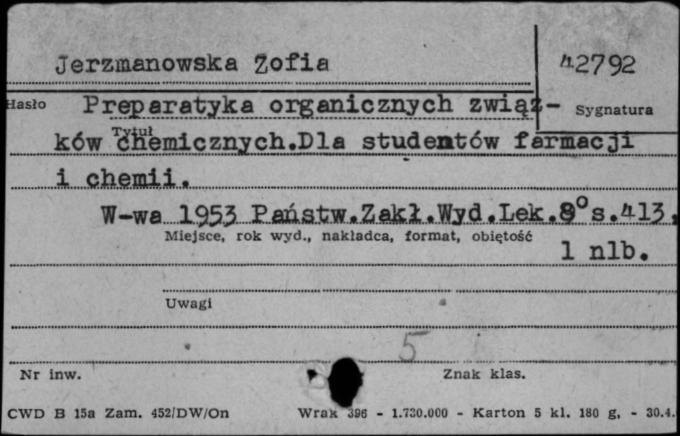 Jerzmanowska Zofia
42792
Hasło
Preparatyka organicznych związ-
Sygnatura
Tytuł
ków chemicznych.Dla studentów farmacji
i chemii.
W-wa 1953 Państw.Zakł.Wyd.Lek.8° s.413,
Miejsce, rok wyd., nakładca, format, objętość
1 nlb.
Uwagi
5
Nr inw.
Znak klas.
CWD B 15a Zam. 452/DW/On Wrak 396 - 1.730.000 - Karton 5 kl. 180 g, - 30.4.